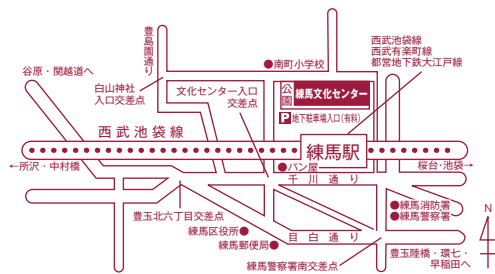 豊島園通り
谷原・関越道へ
白山神社
入口交差点
●南町小学校
西武池袋線
西武有楽町線
都営地下鉄大江戸線
文化センター入口
交差点
公園
練馬文化センター
P地下駐車場入口(有料)
西武池袋線
練馬駅
←所沢・中村橋
●パン屋
桜台・池袋→
千川通り
豊玉北六丁目交差点
練馬区役所●
練馬郵便局●
●練馬消防署
●練馬警察署
目白通り
練馬警察署南交差点
豊玉陸橋・環七・
早稲田へ
N